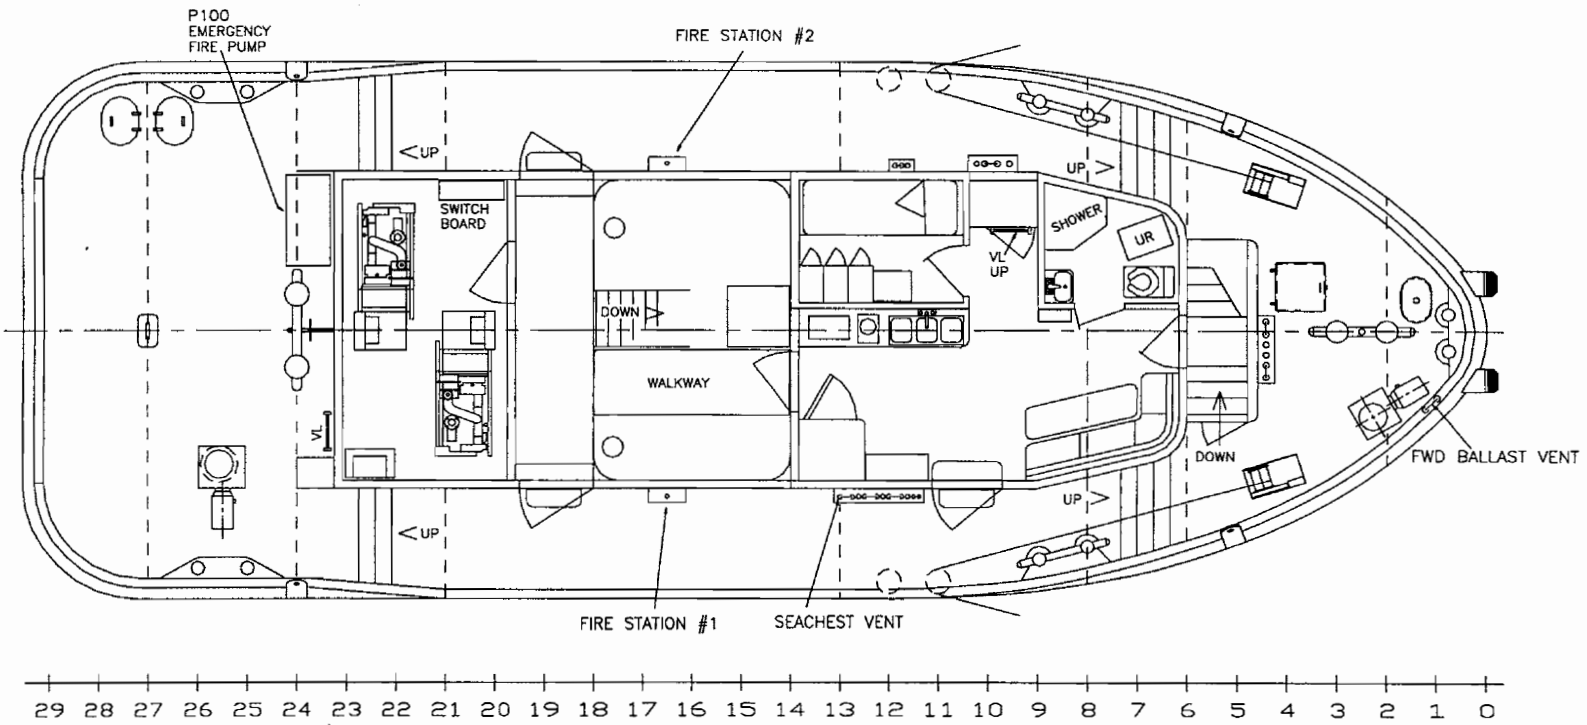 P100
EMERGENCY
FIRE PUMP
FIRE STATION #2
UP
UP
SWITCH
BOARD
SHOWER
UR
VL
UP
DOWN
WALKWAY
VL
DOWN
FWD BALLAST VENT
UP
UP
FIRE STATION #1
SEACHEST VENT
29 28 27 26 25 24 23 22 21 20 19 18 17 16 15 14 13 12 11 10 9 8 7 6 5 4 3 2 1 0